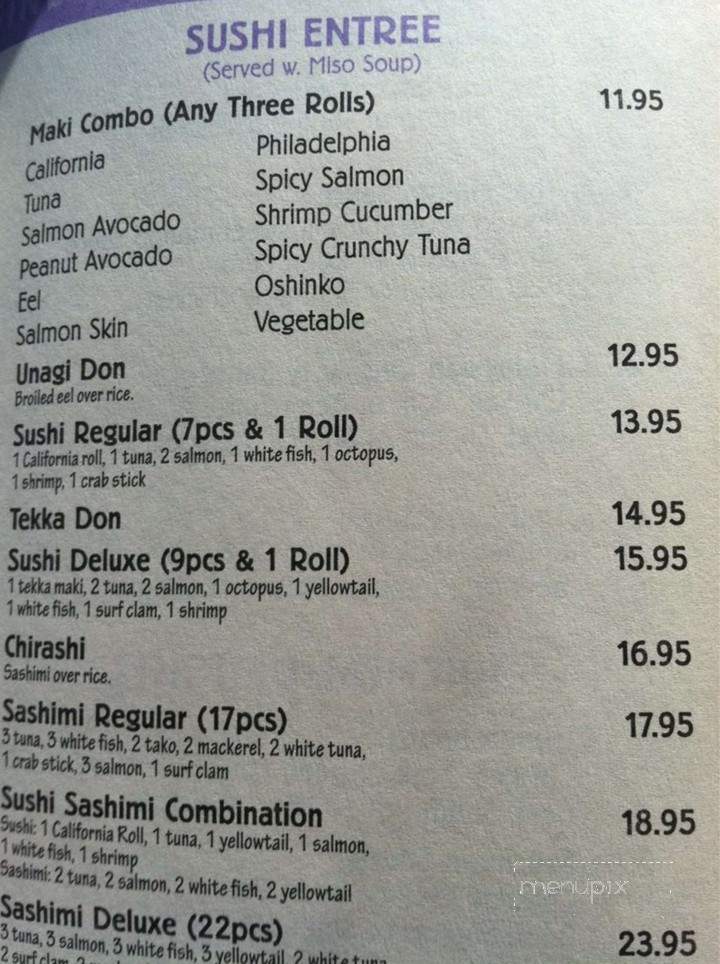 SUSHI ENTREE
(Served w. Miso Soup)
Maki Combo (Any Three Rolls) 11.95
California Philadelphia
Tuna Spicy Salmon
Salmon Avocado Shrimp Cucumber
Peanut Avocado Spicy Crunchy Tuna
Eel Oshinko
Salmon Skin Vegetable
Unagi Don 12.95
Broiled eel over rice.
Sushi Regular (7pcs & 1 Roll) 13.95
1 California roll, 1 tuna, 2 salmon, 1 white fish, 1 octopus,
1 shrimp, 1 crab stick
Tekka Don 14.95
Sushi Deluxe (9pcs & 1 Roll) 15.95
1 tekka maki, 2 tuna, 2 salmon, 1 octopus, 1 yellowtail,
1 white fish, 1 surf clam, 1 shrimp
Chirashi 16.95
Sashimi over rice.
Sashimi Regular (17pcs) 17.95
3 tuna, 3 white fish, 2 tako, 2 mackerel, 2 white tuna,
1 crab stick, 3 salmon, 1 surf clam
Sushi Sashimi Combination 18.95
Sushi: 1 California Roll, 1 tuna, 1 yellowtail, 1 salmon,
1 white fish, 1 shrimp
Sashimi: 2 tuna, 2 salmon, 2 white fish, 2 yellowtail
menupix
Sashimi Deluxe (22pcs) 23.95
3 tuna, 3 salmon, 3 white fish, 3 yellowtail, 2 white tuna
2 surf clam,